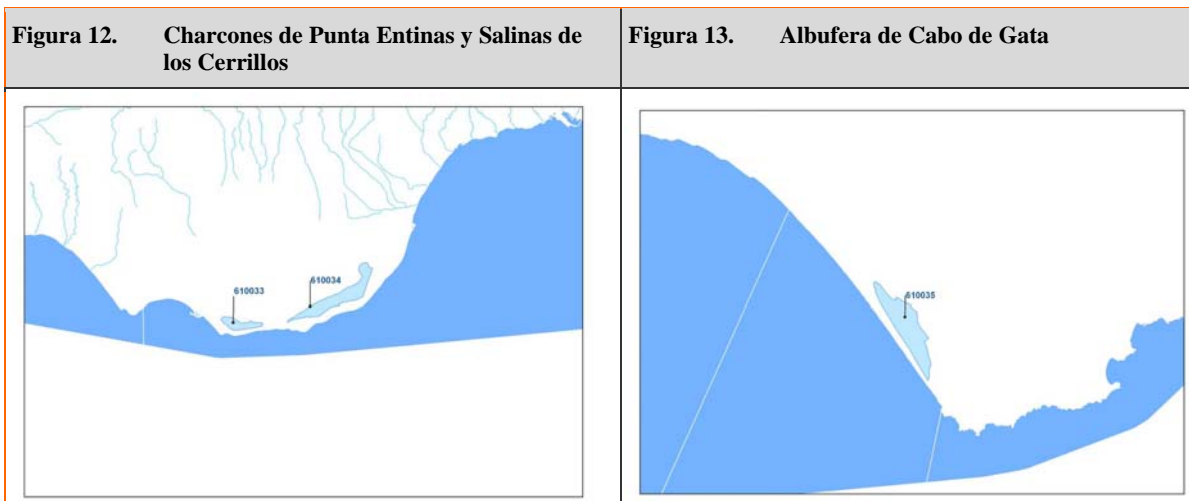 Figura 12. Charcones de Punta Entinas y Salinas de
los Cerrillos
Figura 13. Albufera de Cabo de Gata
610033
610034
610035